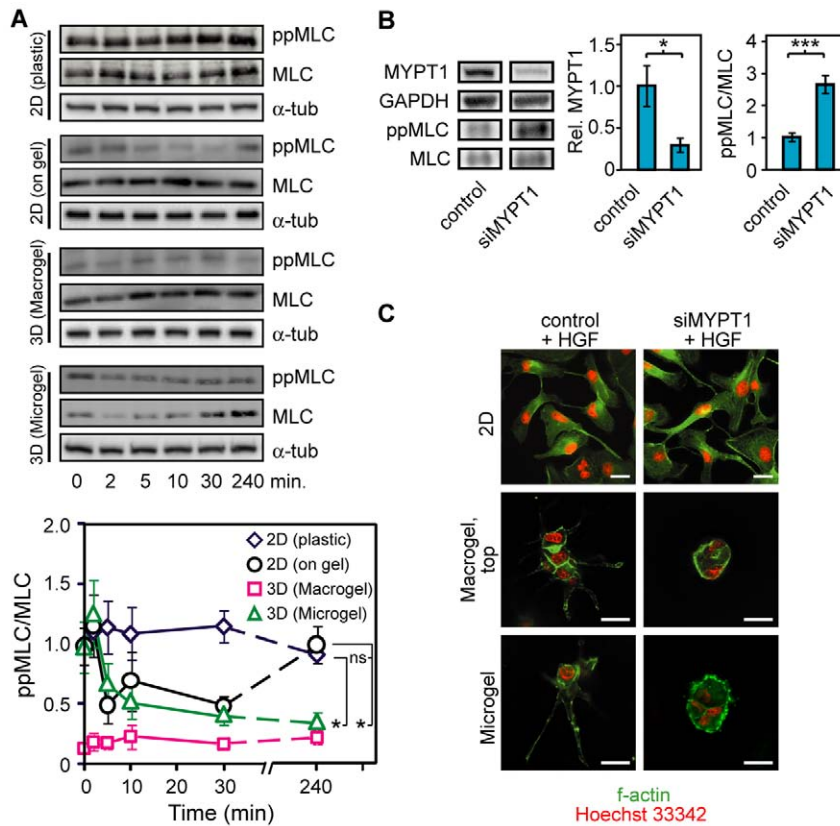 A
2D (plastic)
ppMLC
MLC
α-tub
2D (on gel)
ppMLC
MLC
α-tub
3D (Macrogel)
ppMLC
MLC
α-tub
3D (Microgel)
ppMLC
MLC
α-tub
0 2 5 10 30 240 min.
ppMLC/MLC
2.0
1.5
1.0
0.5
0
2D (plastic)
2D (on gel)
3D (Macrogel)
3D (Microgel)
ns
* *
0 10 20 30 240
Time (min)
B
MYPT1
GAPDH
ppMLC
MLC
control
siMYPT1
Rel. MYPT1
1.5
1.0
0.5
0
*
control
siMYPT1
ppMLC/MLC
4
3
2
1
0
***
control
siMYPT1
C
control
+ HGF
siMYPT1
+ HGF
2D
Macrogel,
top
Microgel
f-actin
Hoechst 33342